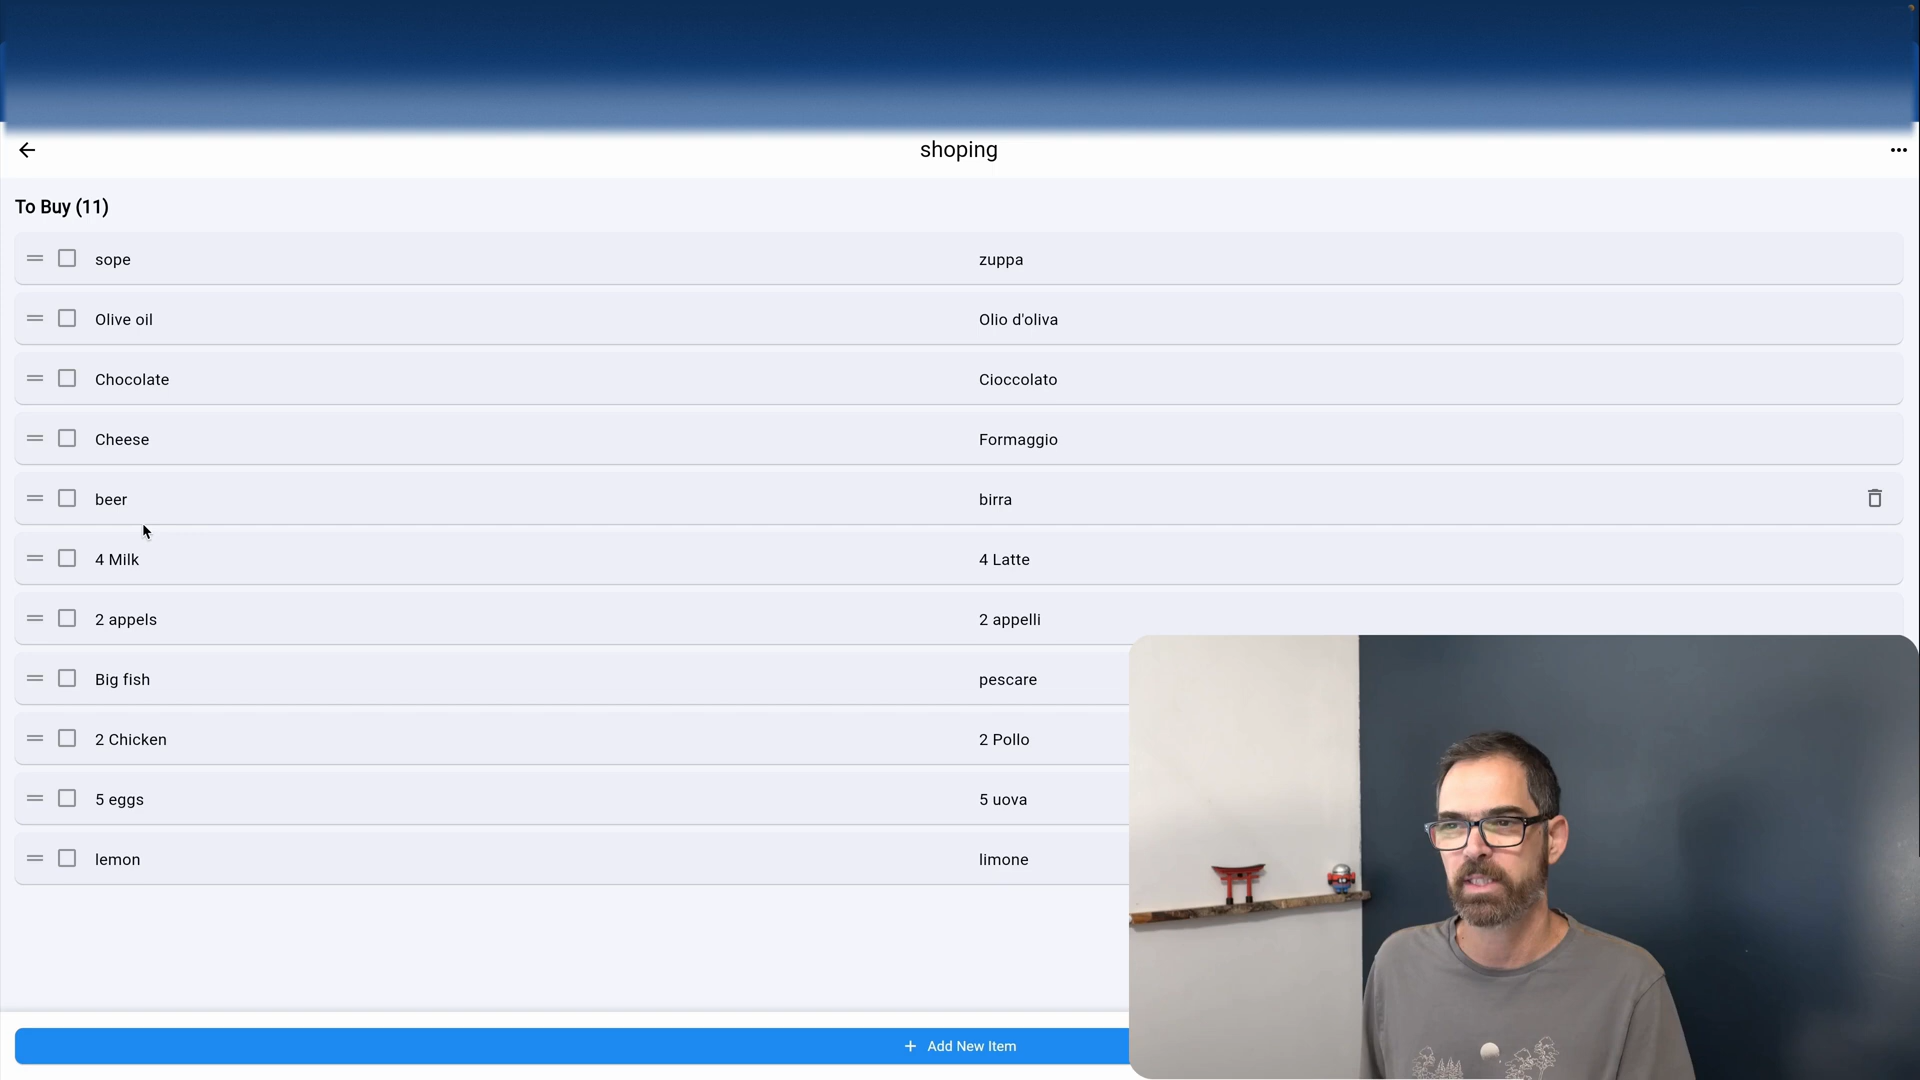 shoping
To Buy (11)
sope zuppa
Olive oil Olio d'oliva
Chocolate Cioccolato
Cheese Formaggio
beer birra
4 Milk 4 Latte
2 appels 2 appelli
Big fish pescare
2 Chicken 2 Pollo
5 eggs 5 uova
lemon limone
+ Add New Item